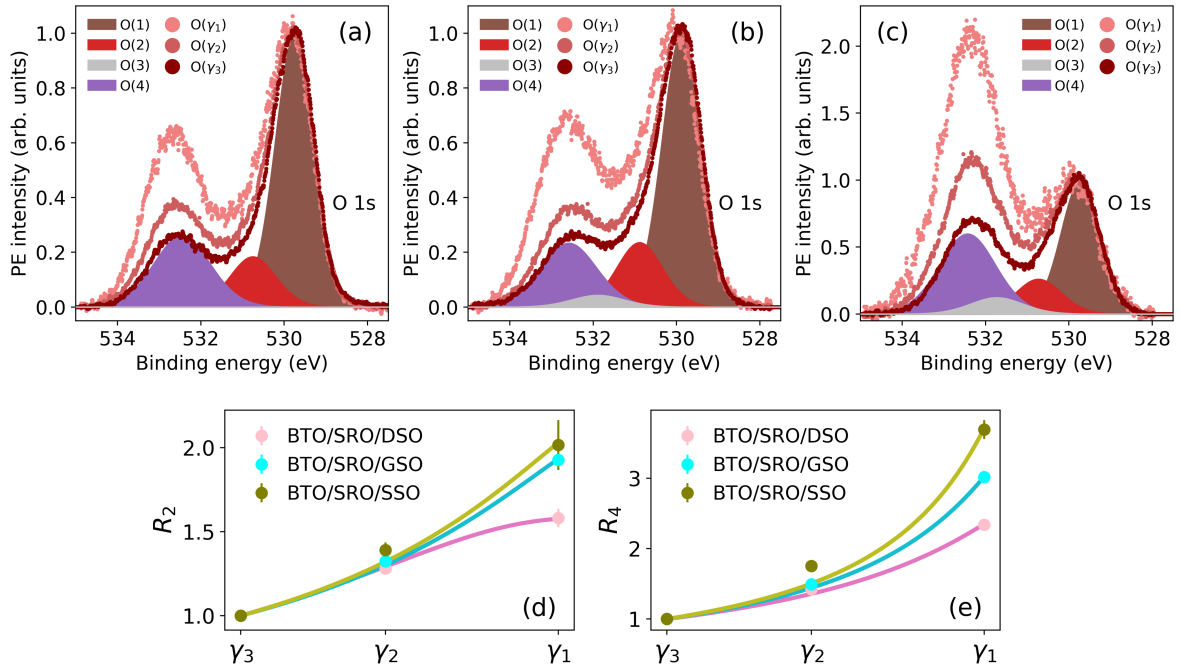 O(1) O(γ₁) (a)
O(2) O(γ₂)
O(3) O(γ₃)
O(4)
1.0
0.8
0.6
0.4
0.2
0.0
PE intensity (arb. units)
O 1s
534 532 530 528
Binding energy (eV)
O(1) O(γ₁) (b)
O(2) O(γ₂)
O(3) O(γ₃)
O(4)
1.0
0.8
0.6
0.4
0.2
0.0
PE intensity (arb. units)
O 1s
534 532 530 528
Binding energy (eV)
(c) O(1) O(γ₁)
O(2) O(γ₂)
O(3) O(γ₃)
O(4)
2.0
1.5
1.0
0.5
0.0
PE intensity (arb. units)
O 1s
534 532 530 528
Binding energy (eV)
BTO/SRO/DSO
BTO/SRO/GSO
BTO/SRO/SSO
2.0
1.5
1.0
R₂
(d)
γ₃ γ₂ γ₁
BTO/SRO/DSO
BTO/SRO/GSO
BTO/SRO/SSO
3
2
1
R₄
(e)
γ₃ γ₂ γ₁